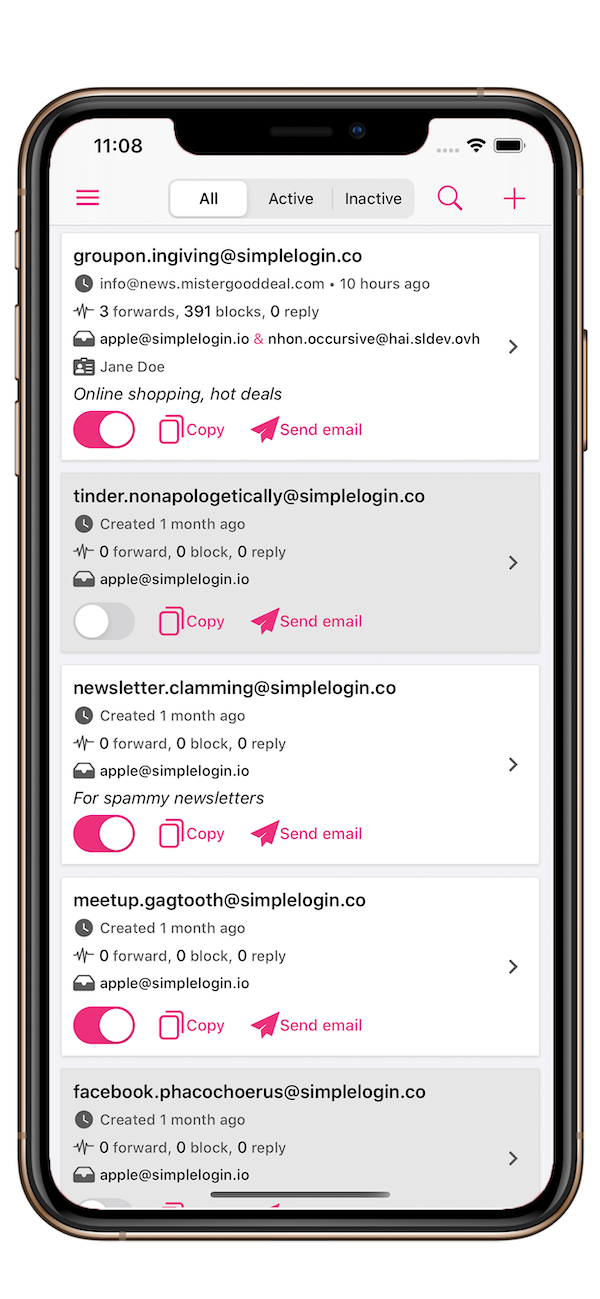 11:08
All Active Inactive
groupon.ingiving@simplelogin.co
info@news.mistergooddeal.com • 10 hours ago
3 forwards, 391 blocks, 0 reply
apple@simplelogin.io & nhon.occursive@hai.sldev.ovh
Jane Doe
Online shopping, hot deals
Copy Send email
tinder.nonapologetically@simplelogin.co
Created 1 month ago
0 forward, 0 block, 0 reply
apple@simplelogin.io
Copy Send email
newsletter.clamming@simplelogin.co
Created 1 month ago
0 forward, 0 block, 0 reply
apple@simplelogin.io
For spammy newsletters
Copy Send email
meetup.gagtooth@simplelogin.co
Created 1 month ago
0 forward, 0 block, 0 reply
apple@simplelogin.io
Copy Send email
facebook.phacochoerus@simplelogin.co
Created 1 month ago
0 forward, 0 block, 0 reply
apple@simplelogin.io